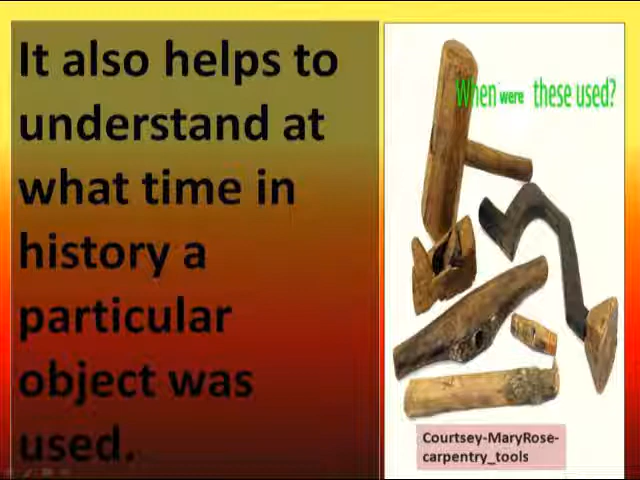 It also helps to
understand at
what time in
history a
particular
object was
used.
When were these used?
Courtsey-MaryRose-
carpentry_tools